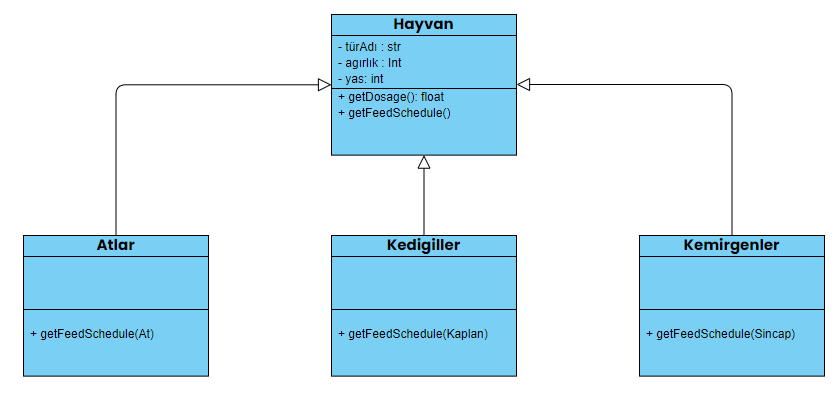 Hayvan
- türAdı : str
- agırlık : Int
- yas: int
+ getDosage(): float
+ getFeedSchedule()
Atlar
+ getFeedSchedule(At)
Kedigiller
+ getFeedSchedule(Kaplan)
Kemirgenler
+ getFeedSchedule(Sincap)